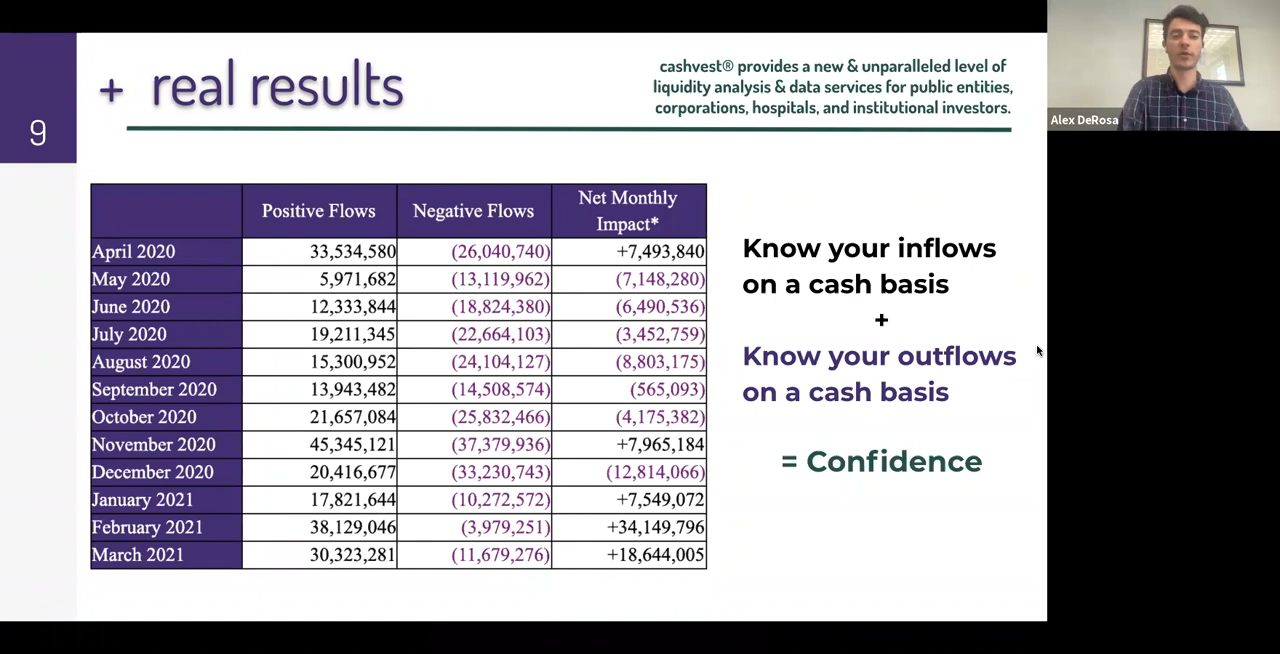 + real results
cashvest® provides a new & unparalleled level of
liquidity analysis & data services for public entities,
corporations, hospitals, and institutional investors.
Alex DeRosa
9
Positive Flows Negative Flows Net Monthly
Impact*
April 2020 33,534,580 (26,040,740) +7,493,840
May 2020 5,971,682 (13,119,962) (7,148,280)
June 2020 12,333,844 (18,824,380) (6,490,536)
July 2020 19,211,345 (22,664,103) (3,452,759)
August 2020 15,300,952 (24,104,127) (8,803,175)
September 2020 13,943,482 (14,508,574) (565,093)
October 2020 21,657,084 (25,832,466) (4,175,382)
November 2020 45,345,121 (37,379,936) +7,965,184
December 2020 20,416,677 (33,230,743) (12,814,066)
January 2021 17,821,644 (10,272,572) +7,549,072
February 2021 38,129,046 (3,979,251) +34,149,796
March 2021 30,323,281 (11,679,276) +18,644,005
Know your inflows
on a cash basis
+
Know your outflows
on a cash basis
= Confidence